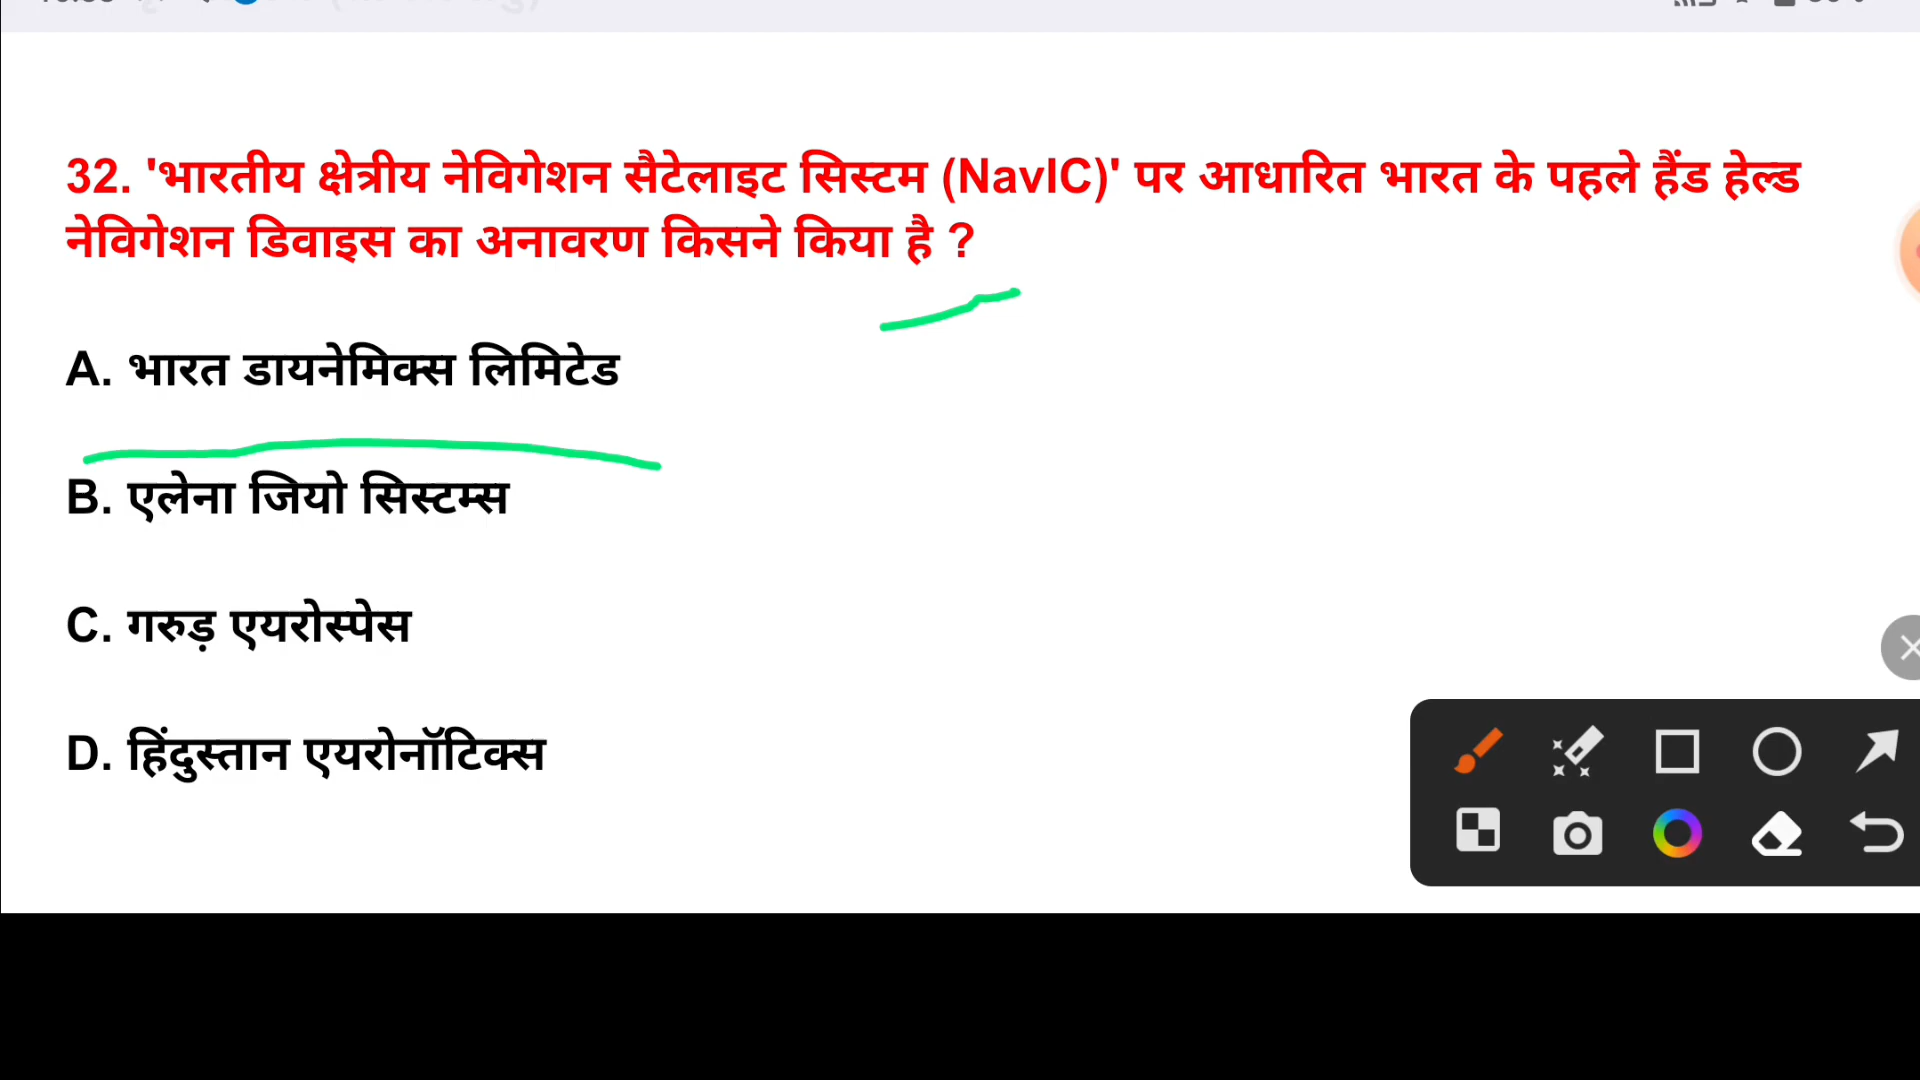 32. 'भारतीय क्षेत्रीय नेविगेशन सैटेलाइट सिस्टम (NavIC)' पर आधारित भारत के पहले हैंड हेल्ड
नेविगेशन डिवाइस का अनावरण किसने किया है ?
A. भारत डायनेमिक्स लिमिटेड
B. एलेना जियो सिस्टम्स
C. गरुड़ एयरोस्पेस
D. हिंदुस्तान एयरोनॉटिक्स